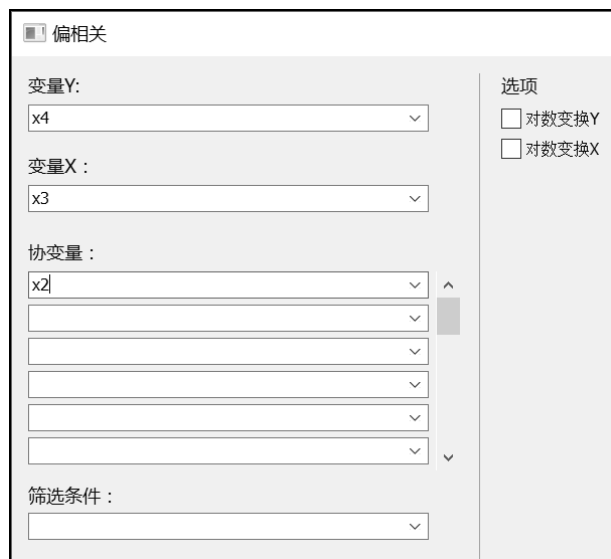 偏相关
变量Y:
x4
变量X：
x3
协变量：
x2
筛选条件：
选项
对数变换Y
对数变换X